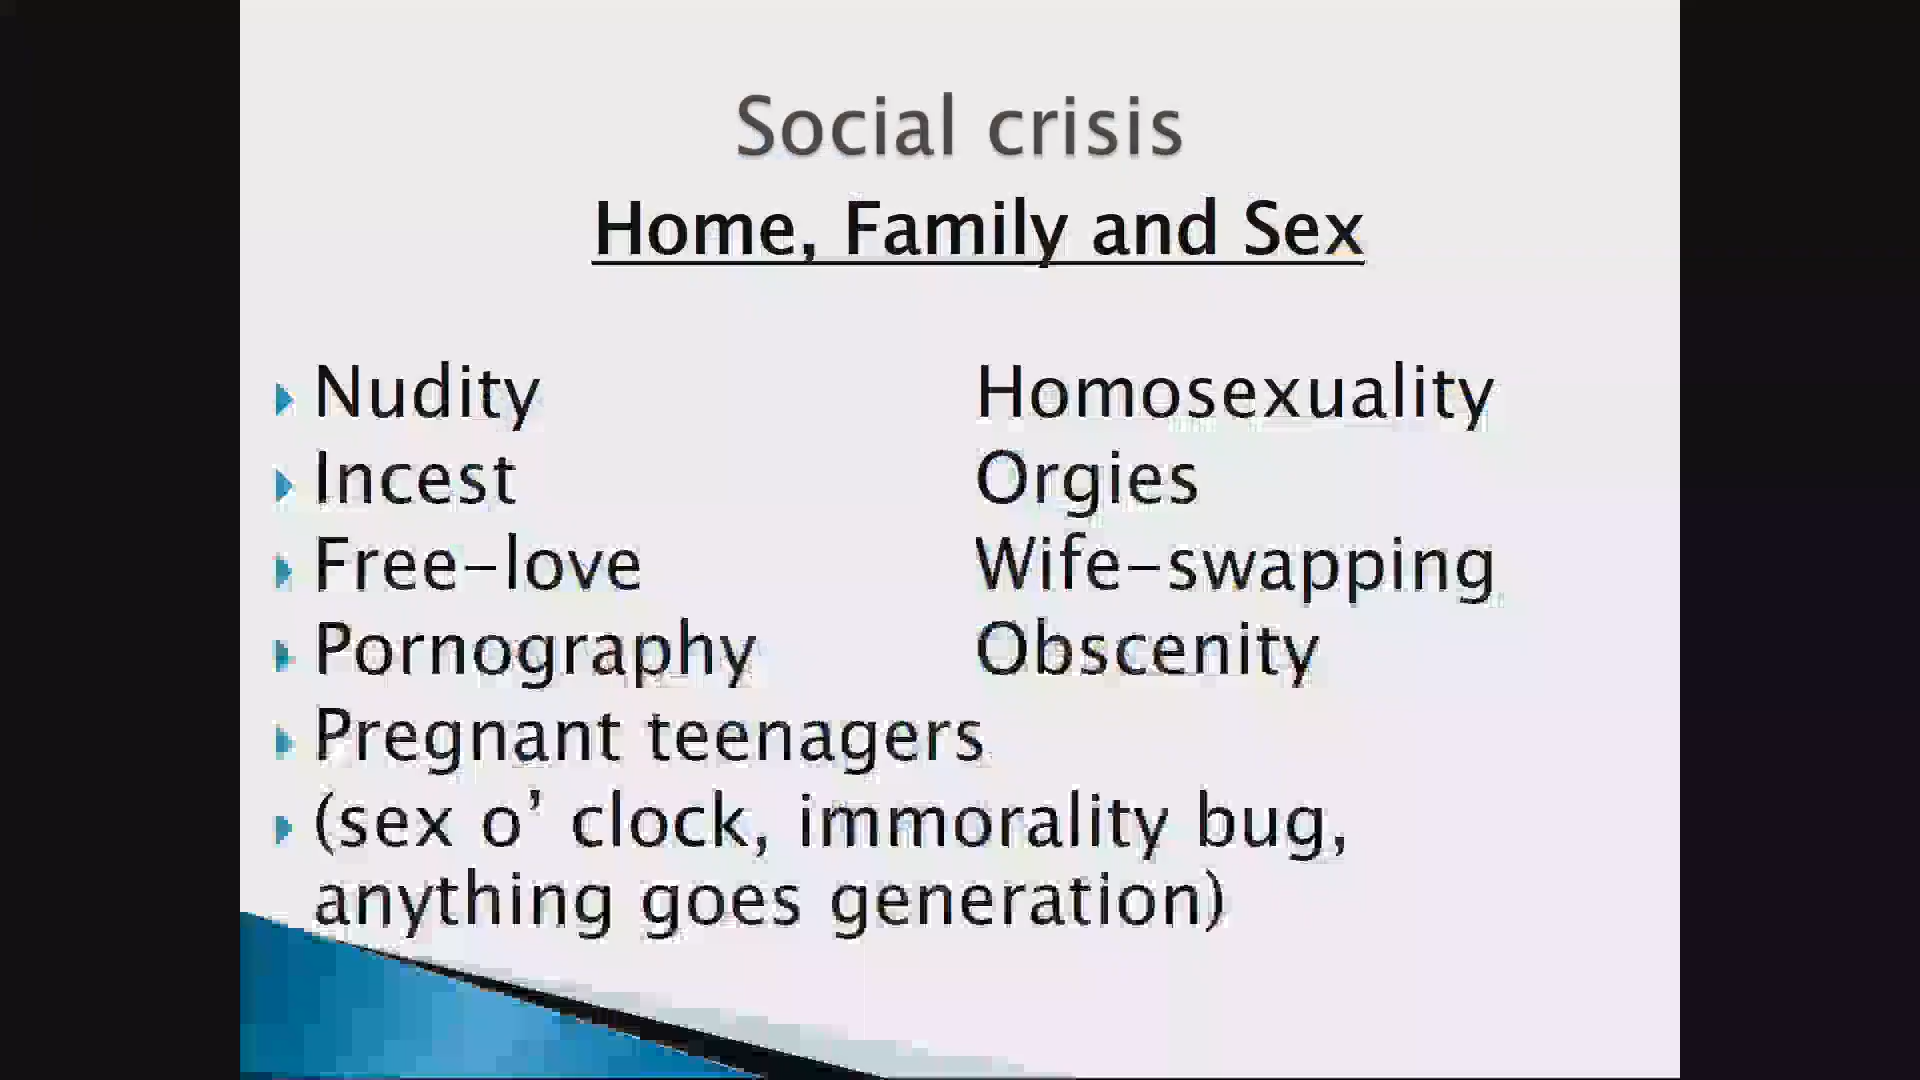 Social crisis
Home, Family and Sex
Nudity Homosexuality
Incest Orgies
Free-love Wife-swapping
Pornography Obscenity
Pregnant teenagers
(sex o’ clock, immorality bug,
anything goes generation)